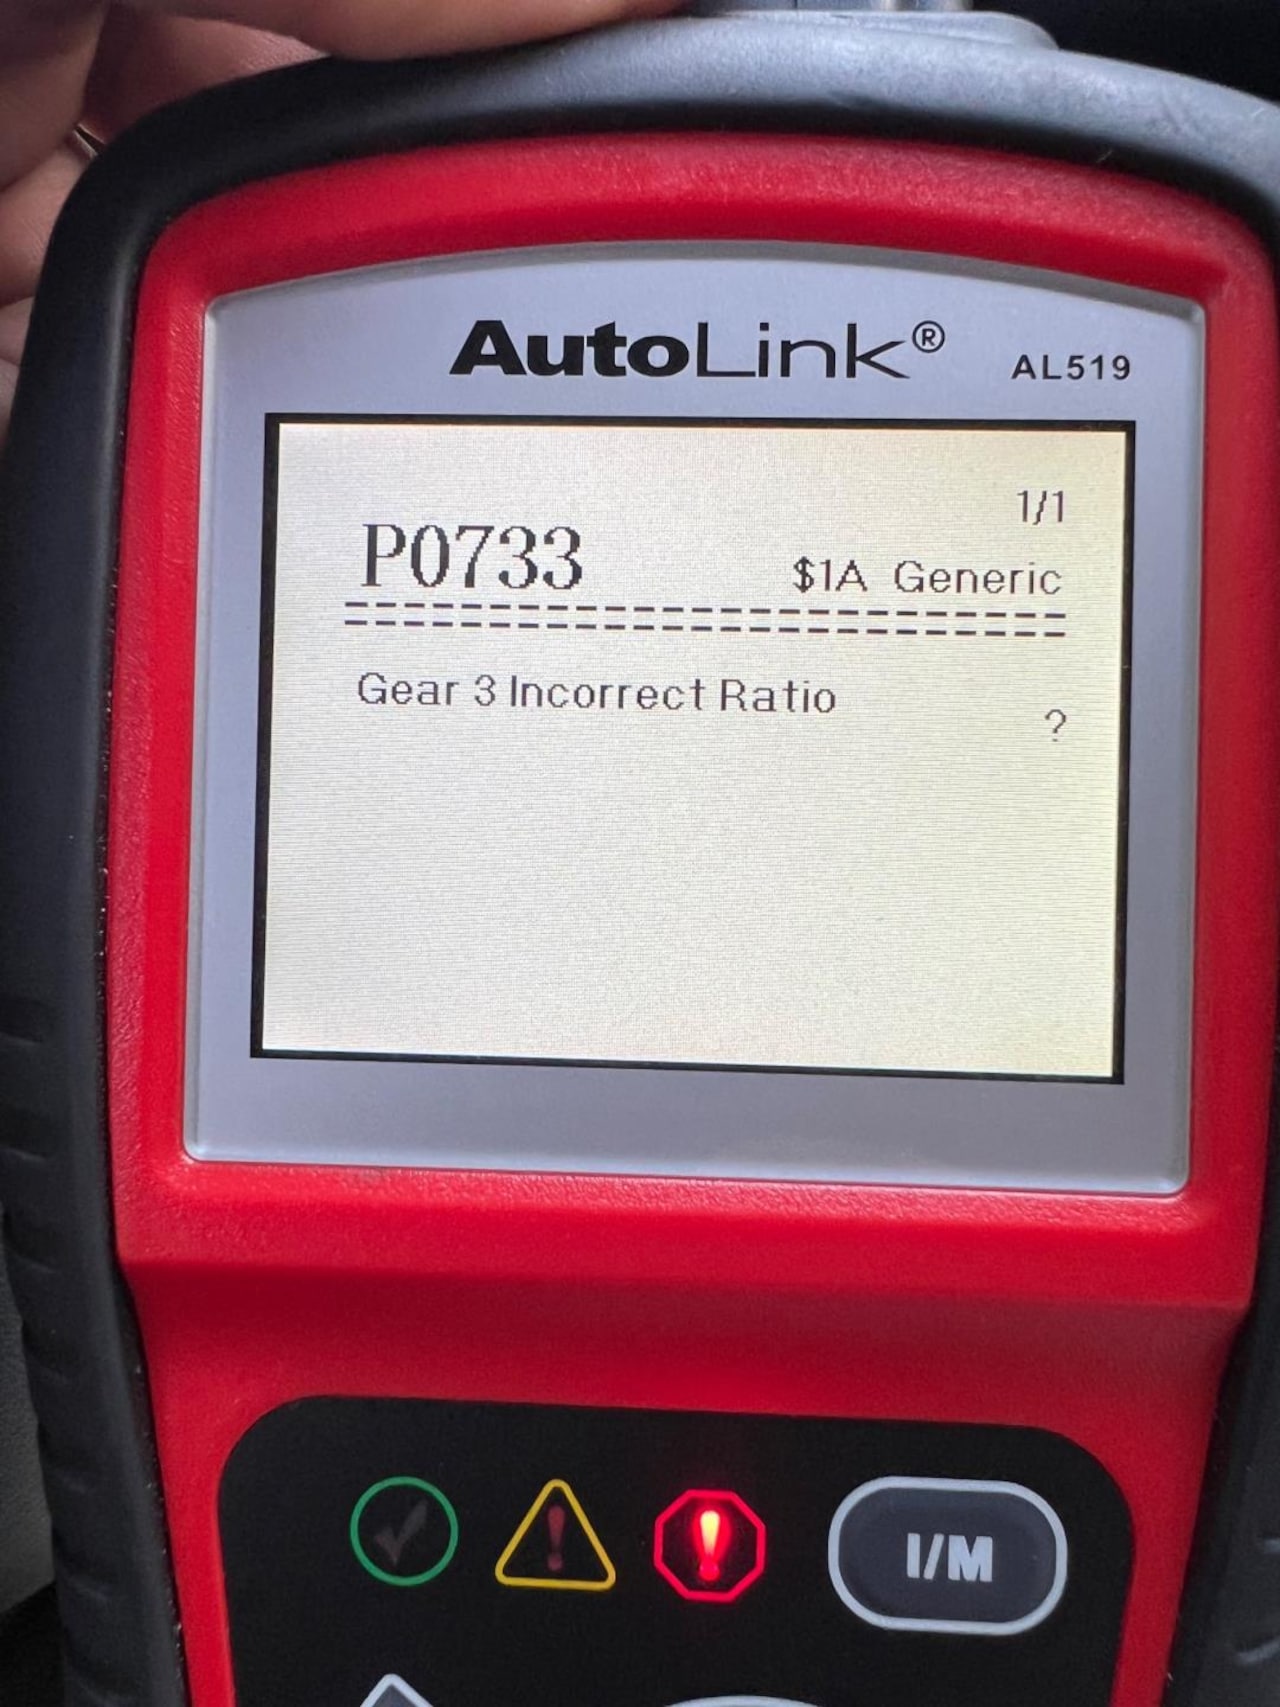 AutoLink® AL519
1/1
P0733 $1A Generic
Gear 3 Incorrect Ratio
?
I/M